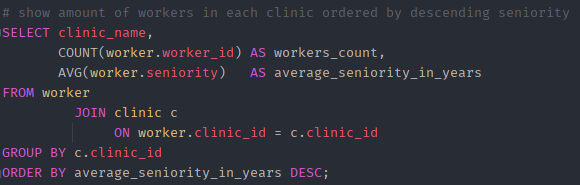 # show amount of workers in each clinic ordered by descending seniority
SELECT clinic_name,
       COUNT(worker.worker_id) AS workers_count,
       AVG(worker.seniority)   AS average_seniority_in_years
FROM worker
         JOIN clinic c
              ON worker.clinic_id = c.clinic_id
GROUP BY c.clinic_id
ORDER BY average_seniority_in_years DESC;